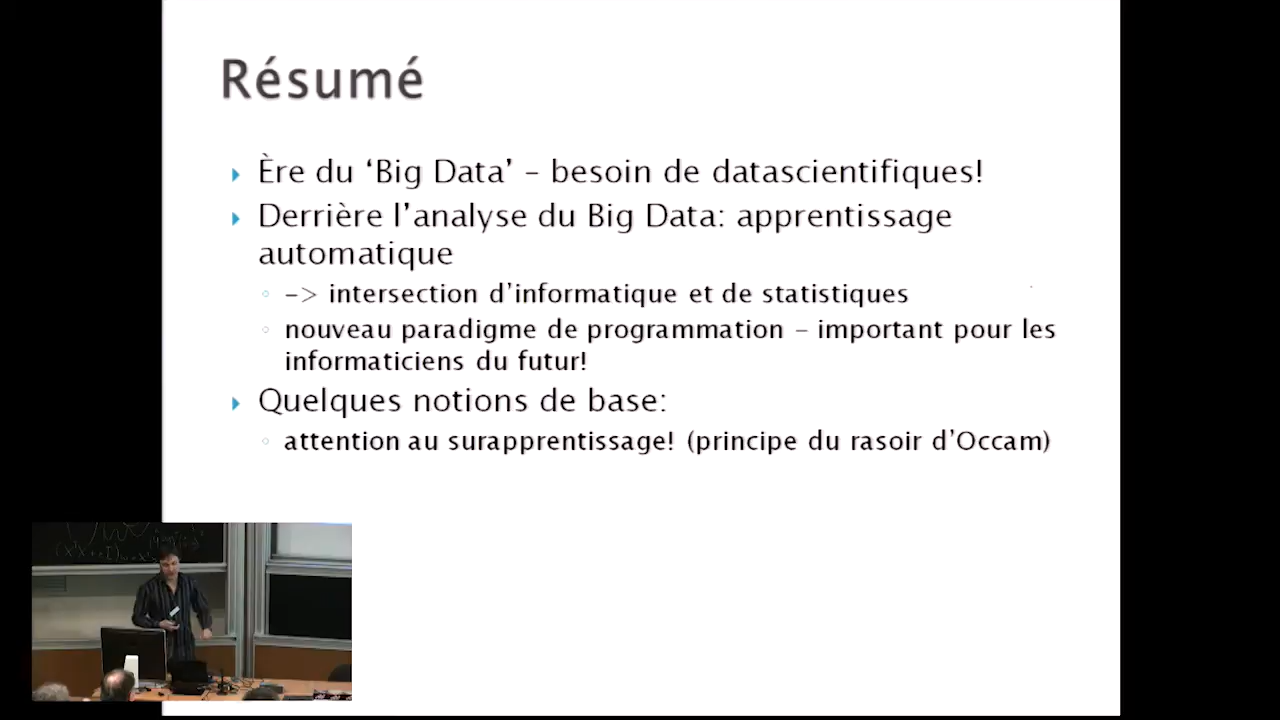 Résumé
Ère du ‘Big Data’ – besoin de datascientifiques!
Derrière l’analyse du Big Data: apprentissage
automatique
–> intersection d’informatique et de statistiques
nouveau paradigme de programmation – important pour les
informaticiens du futur!
Quelques notions de base:
attention au surapprentissage! (principe du rasoir d’Occam)